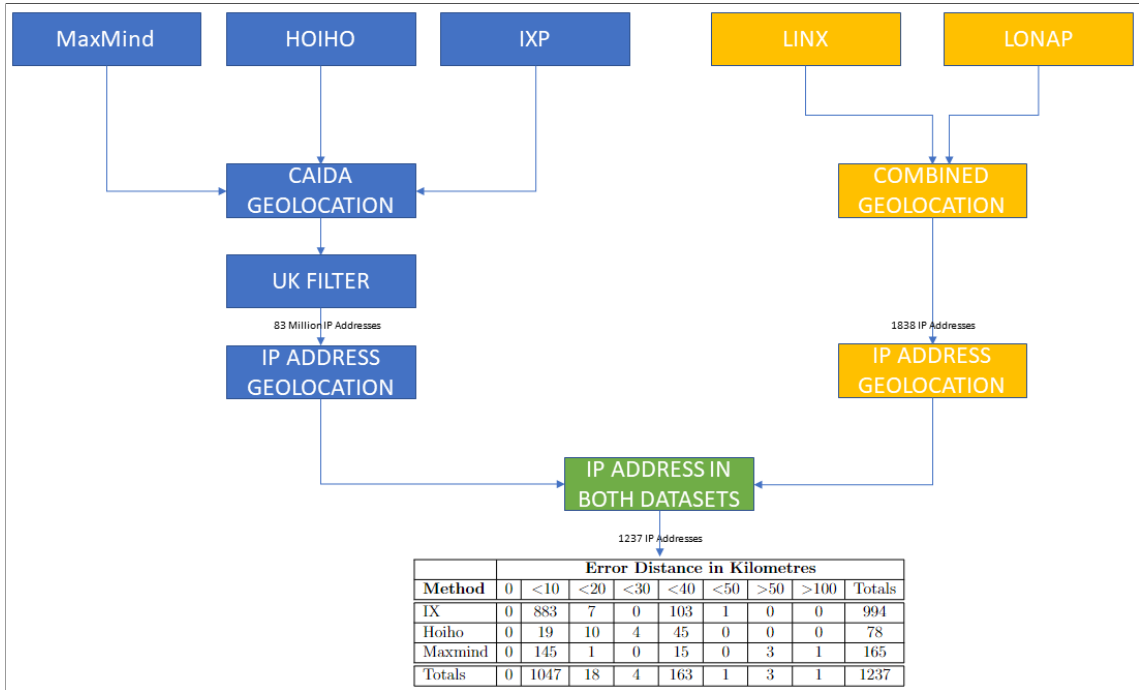 MaxMind
HOIHO
IXP
LINX
LONAP
CAIDA
GEOLOCATION
COMBINED
GEOLOCATION
UK FILTER
83 Million IP Addresses
1838 IP Addresses
IP ADDRESS
GEOLOCATION
IP ADDRESS
GEOLOCATION
IP ADDRESS IN
BOTH DATASETS
1237 IP Addresses
Error Distance in Kilometres
Method 0 <10 <20 <30 <40 <50 >50 >100 Totals
IX 0 883 7 0 103 1 0 0 994
Hoiho 0 19 10 4 45 0 0 0 78
Maxmind 0 145 1 0 15 0 3 1 165
Totals 0 1047 18 4 163 1 3 1 1237